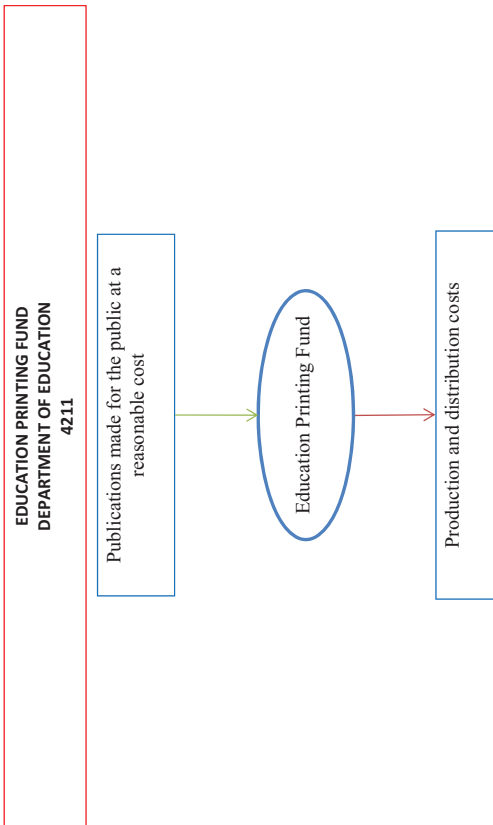 EDUCATION PRINTING FUND
DEPARTMENT OF EDUCATION
4211
Publications made for the public at a
reasonable cost
Education Printing Fund
Production and distribution costs